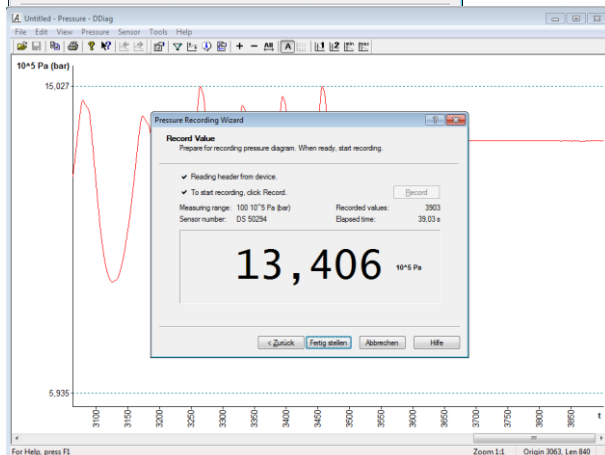 Untitled - Pressure - DDiag
File Edit View Pressure Sensor Tools Help
10^5 Pa (bar)
15,027
Pressure Recording Wizard
Record Value
Prepare for recording pressure diagram. When ready, start recording.
Reading header from device.
To start recording, click Record.
Record
Measuring range: 100 10^5 Pa (bar) Recorded values: 3903
Sensor number: DS 50294 Elapsed time: 39,03 s
13,406 10^5 Pa
< Zurück Fertig stellen Abbrechen Hilfe
5,935
3100 3150 3200 3250 3300 3350 3400 3450 3500 3550 3600 3650 3700 3750 3800 3850 t
For Help, press F1 Zoom 1:1 Origin 3063, Len 840